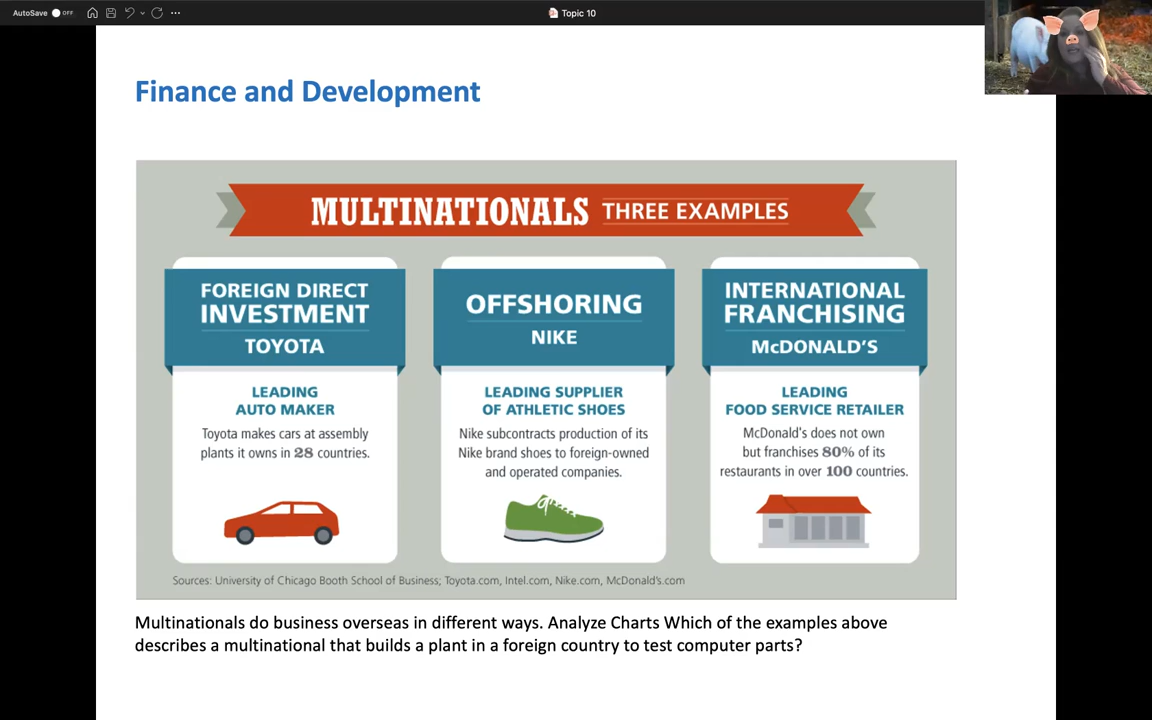 AutoSave OFF
Topic 10
Finance and Development
MULTINATIONALS THREE EXAMPLES
FOREIGN DIRECT
INVESTMENT
TOYOTA
LEADING
AUTO MAKER
Toyota makes cars at assembly
plants it owns in 28 countries.
OFFSHORING
NIKE
LEADING SUPPLIER
OF ATHLETIC SHOES
Nike subcontracts production of its
Nike brand shoes to foreign-owned
and operated companies.
INTERNATIONAL
FRANCHISING
McDONALD'S
LEADING
FOOD SERVICE RETAILER
McDonald's does not own
but franchises 80% of its
restaurants in over 100 countries.
Sources: University of Chicago Booth School of Business; Toyota.com, Intel.com, Nike.com, McDonald's.com
Multinationals do business overseas in different ways. Analyze Charts Which of the examples above
describes a multinational that builds a plant in a foreign country to test computer parts?